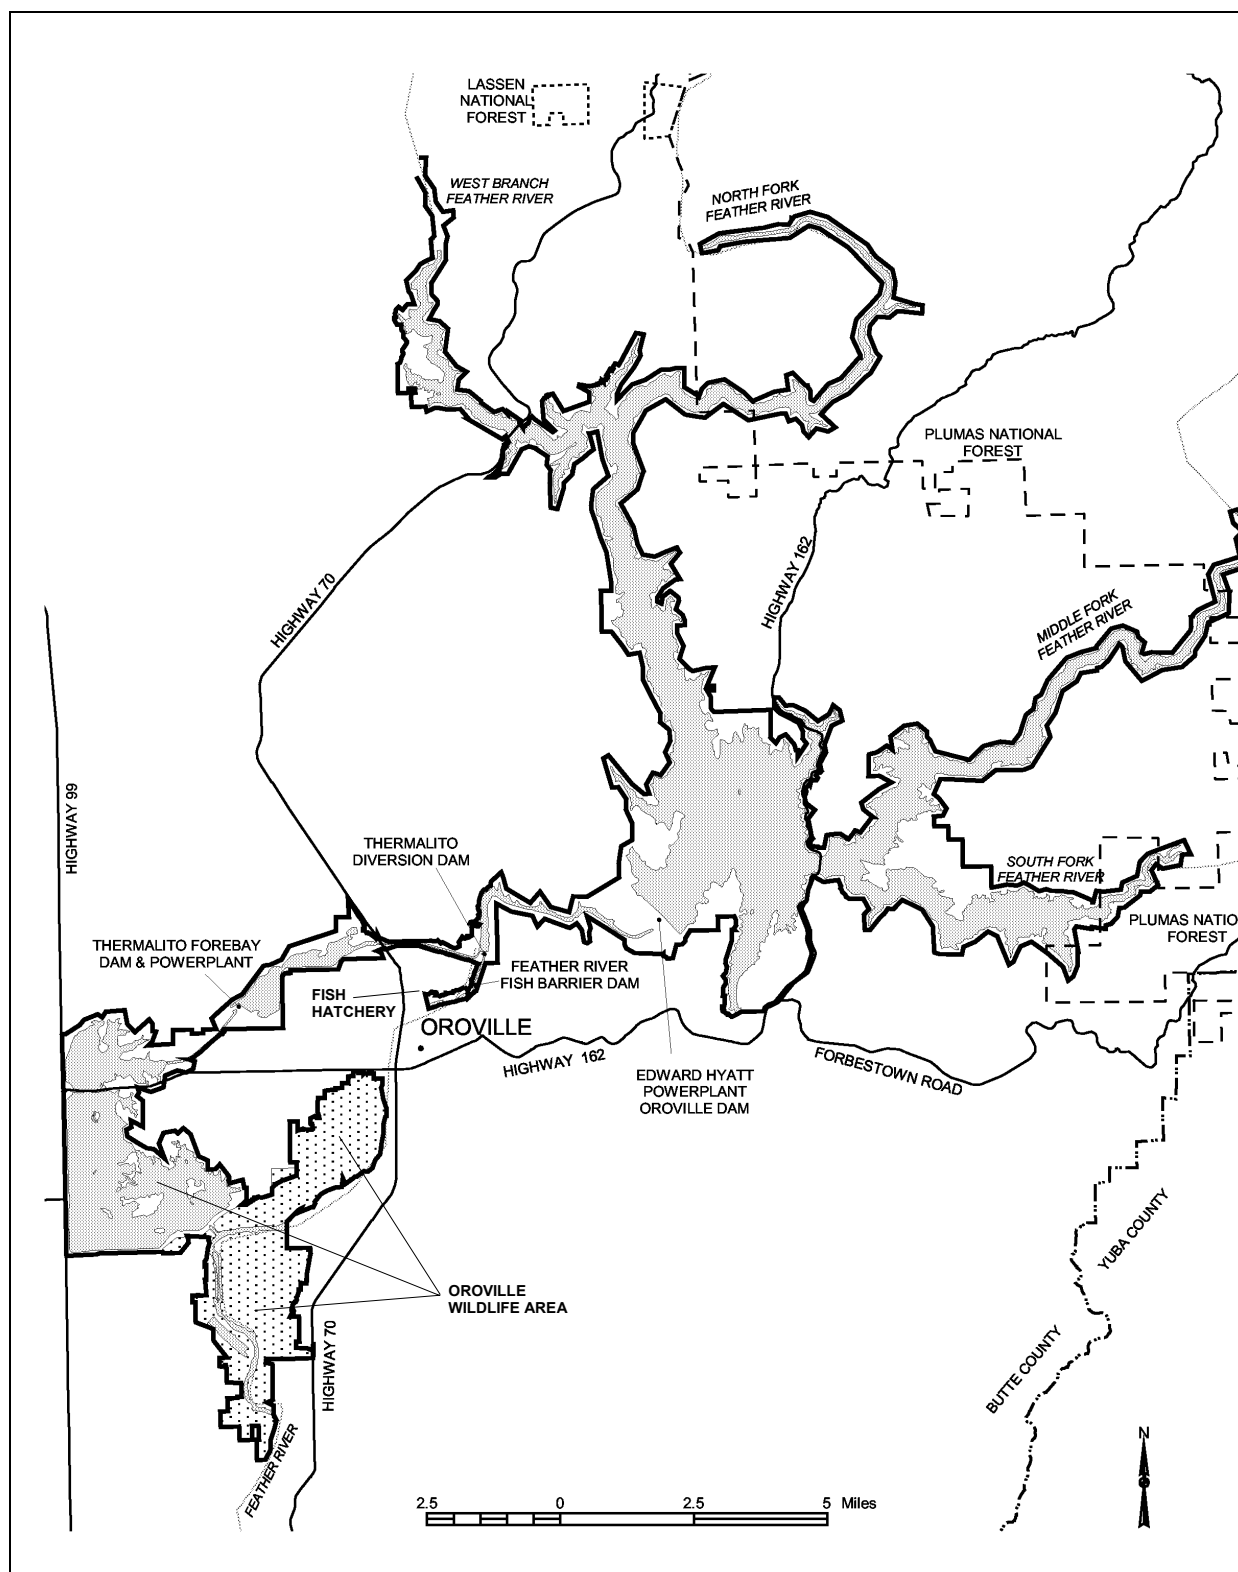 LASSEN
NATIONAL
FOREST
WEST BRANCH
FEATHER RIVER
NORTH FORK
FEATHER RIVER
PLUMAS NATIONAL
FOREST
HIGHWAY 70
HIGHWAY 162
MIDDLE FORK
FEATHER RIVER
HIGHWAY 99
THERMALITO
DIVERSION DAM
SOUTH FORK
FEATHER RIVER
PLUMAS NATIO
FOREST
THERMALITO FOREBAY
DAM & POWERPLANT
FEATHER RIVER
FISH BARRIER DAM
FISH
HATCHERY
OROVILLE
HIGHWAY 162
FORBESTOWN ROAD
EDWARD HYATT
POWERPLANT
OROVILLE DAM
YUBA COUNTY
BUTTE COUNTY
OROVILLE
WILDLIFE AREA
HIGHWAY 70
FEATHER RIVER
N
2.5 0 2.5 5 Miles